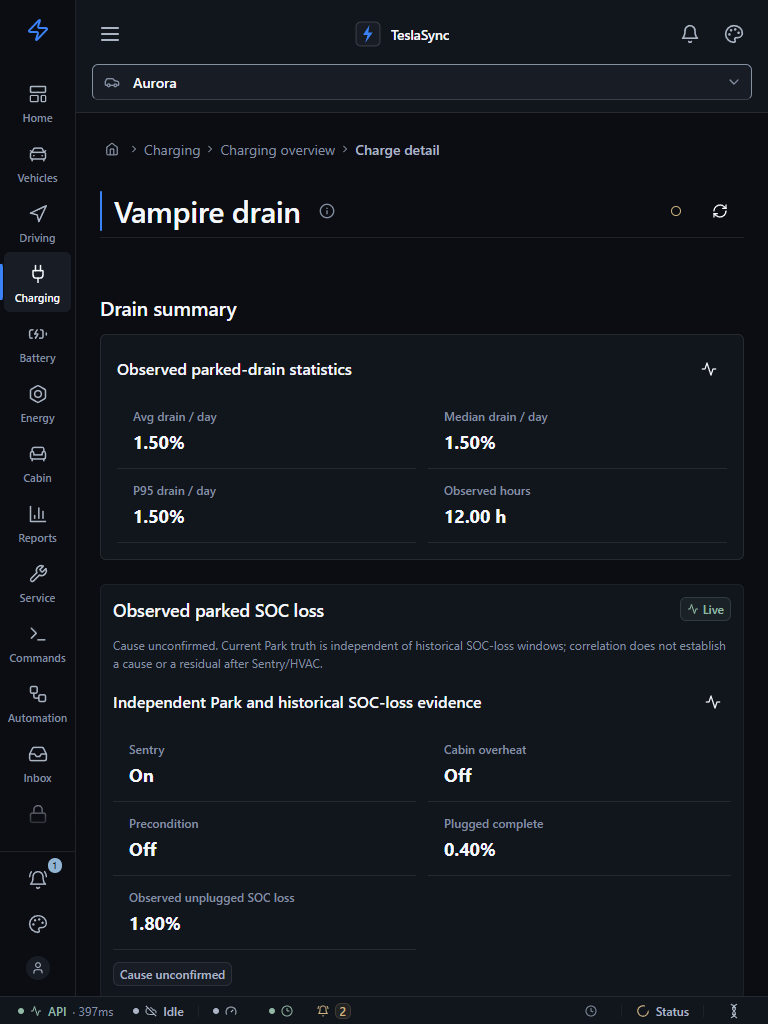 TeslaSync
Aurora
Home
Vehicles
Driving
Charging
Battery
Energy
Cabin
Reports
Service
Commands
Automation
Inbox
1
Charging
Charging overview
Charge detail
Vampire drain
Drain summary
Observed parked-drain statistics
Avg drain / day
1.50%
Median drain / day
1.50%
P95 drain / day
1.50%
Observed hours
12.00 h
Observed parked SOC loss
Live
Cause unconfirmed. Current Park truth is independent of historical SOC-loss windows; correlation does not establish
a cause or a residual after Sentry/HVAC.
Independent Park and historical SOC-loss evidence
Sentry
On
Cabin overheat
Off
Precondition
Off
Plugged complete
0.40%
Observed unplugged SOC loss
1.80%
Cause unconfirmed
API · 397ms
Idle
2
Status